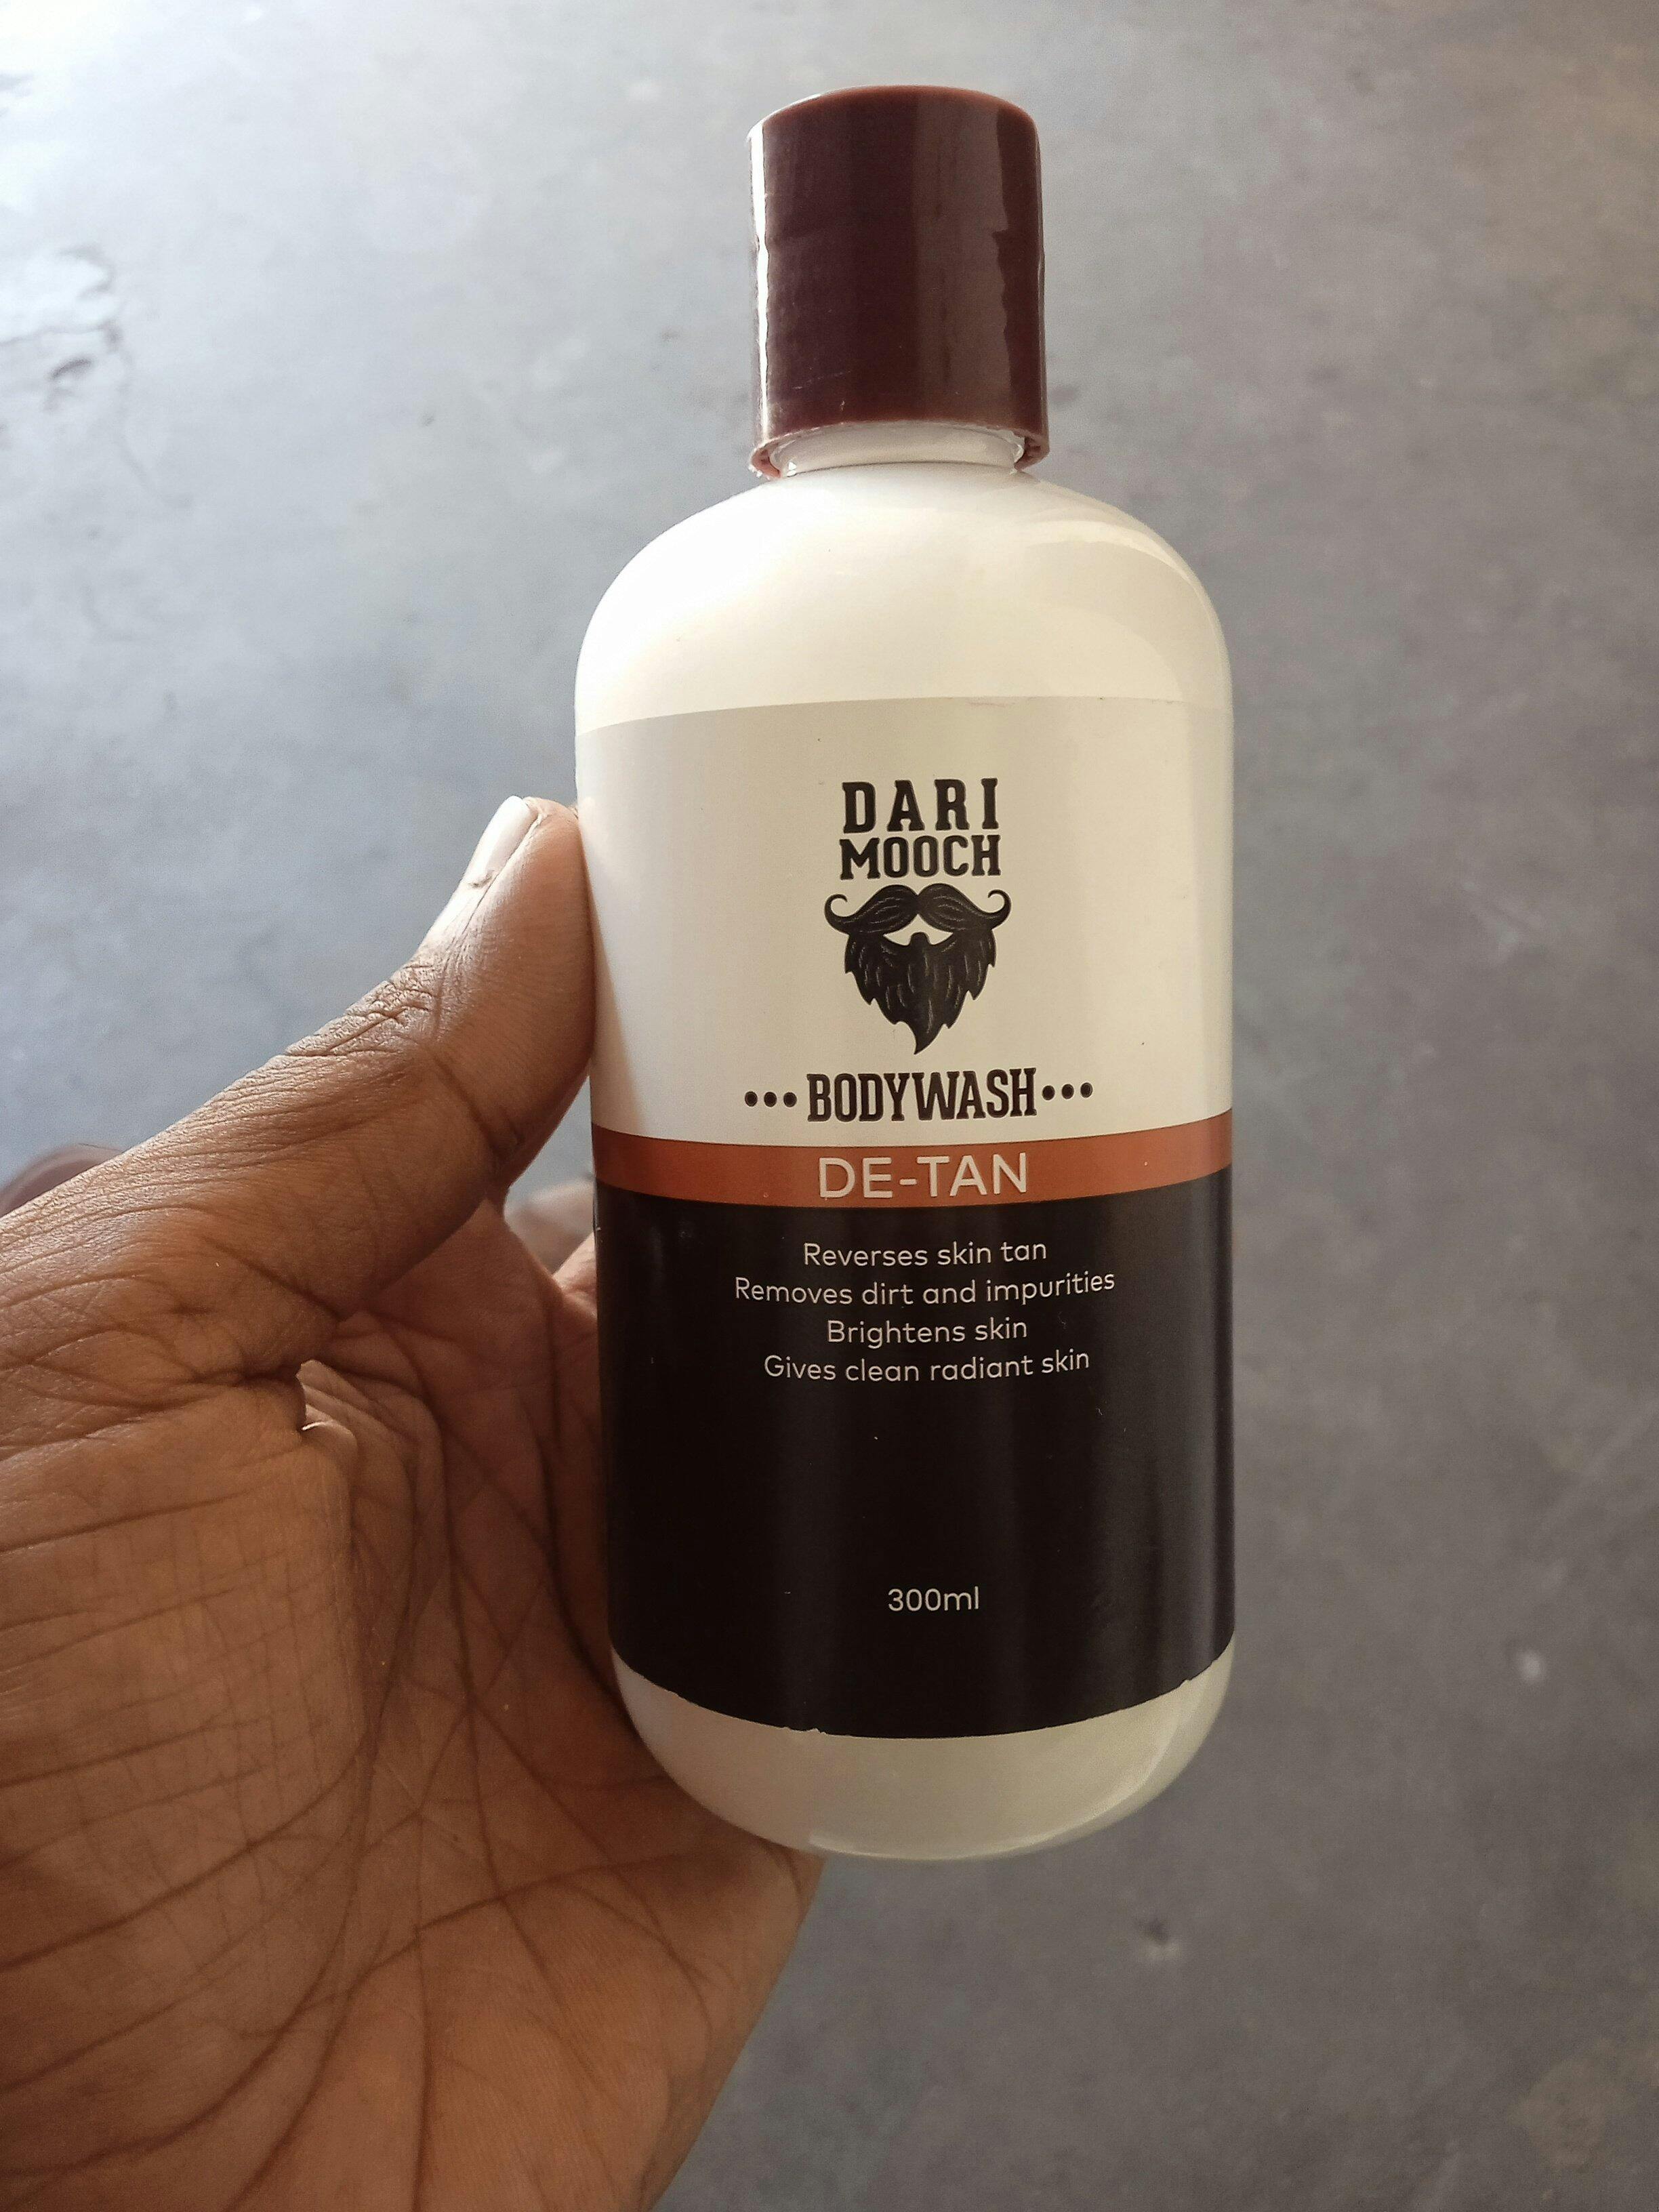 DARI
MOOCH
•••BODYWASH•••
DE-TAN
Reverses skin tan
Removes dirt and impurities
Brightens skin
Gives clean radiant skin
300ml